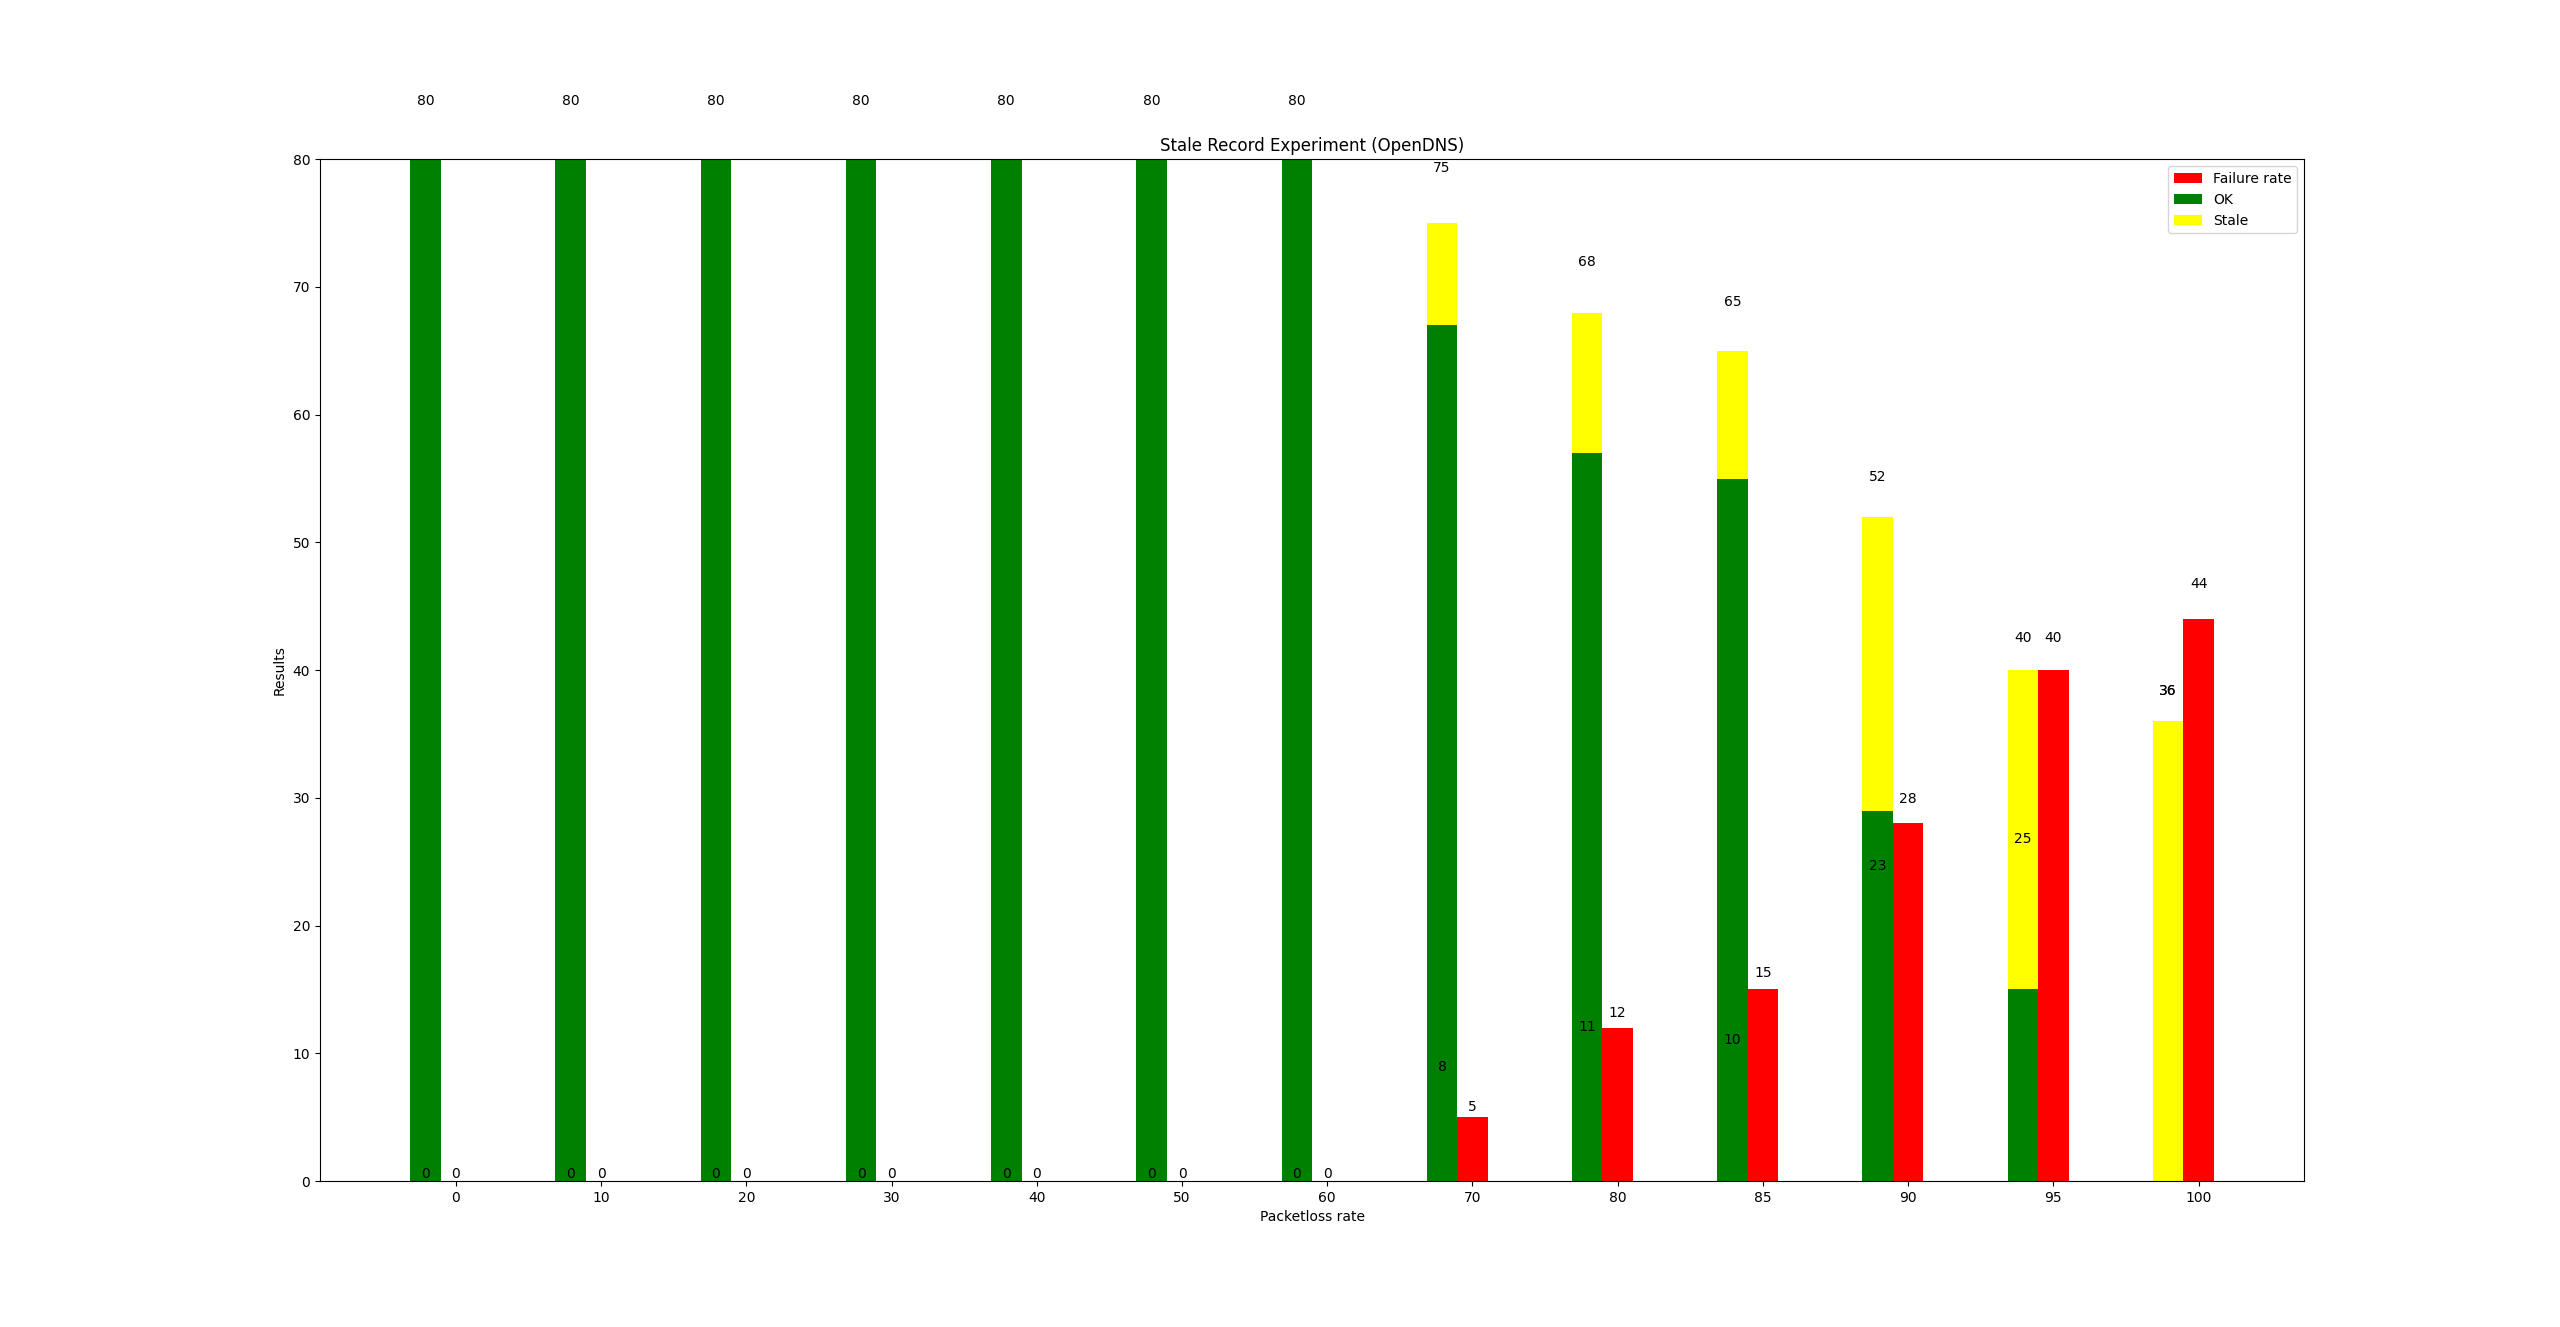 80 80 80 80 80 80 80
Stale Record Experiment (OpenDNS)
80
75
Failure rate
OK
Stale
70
68
65
60
52
50
44
40 40
40
36
Results
30
28
25
23
20
15
12
11
10
10
8
5
0 0 0 0 0 0 0 0 0 0 0 0 0 0
0
0 10 20 30 40 50 60 70 80 85 90 95 100
Packetloss rate